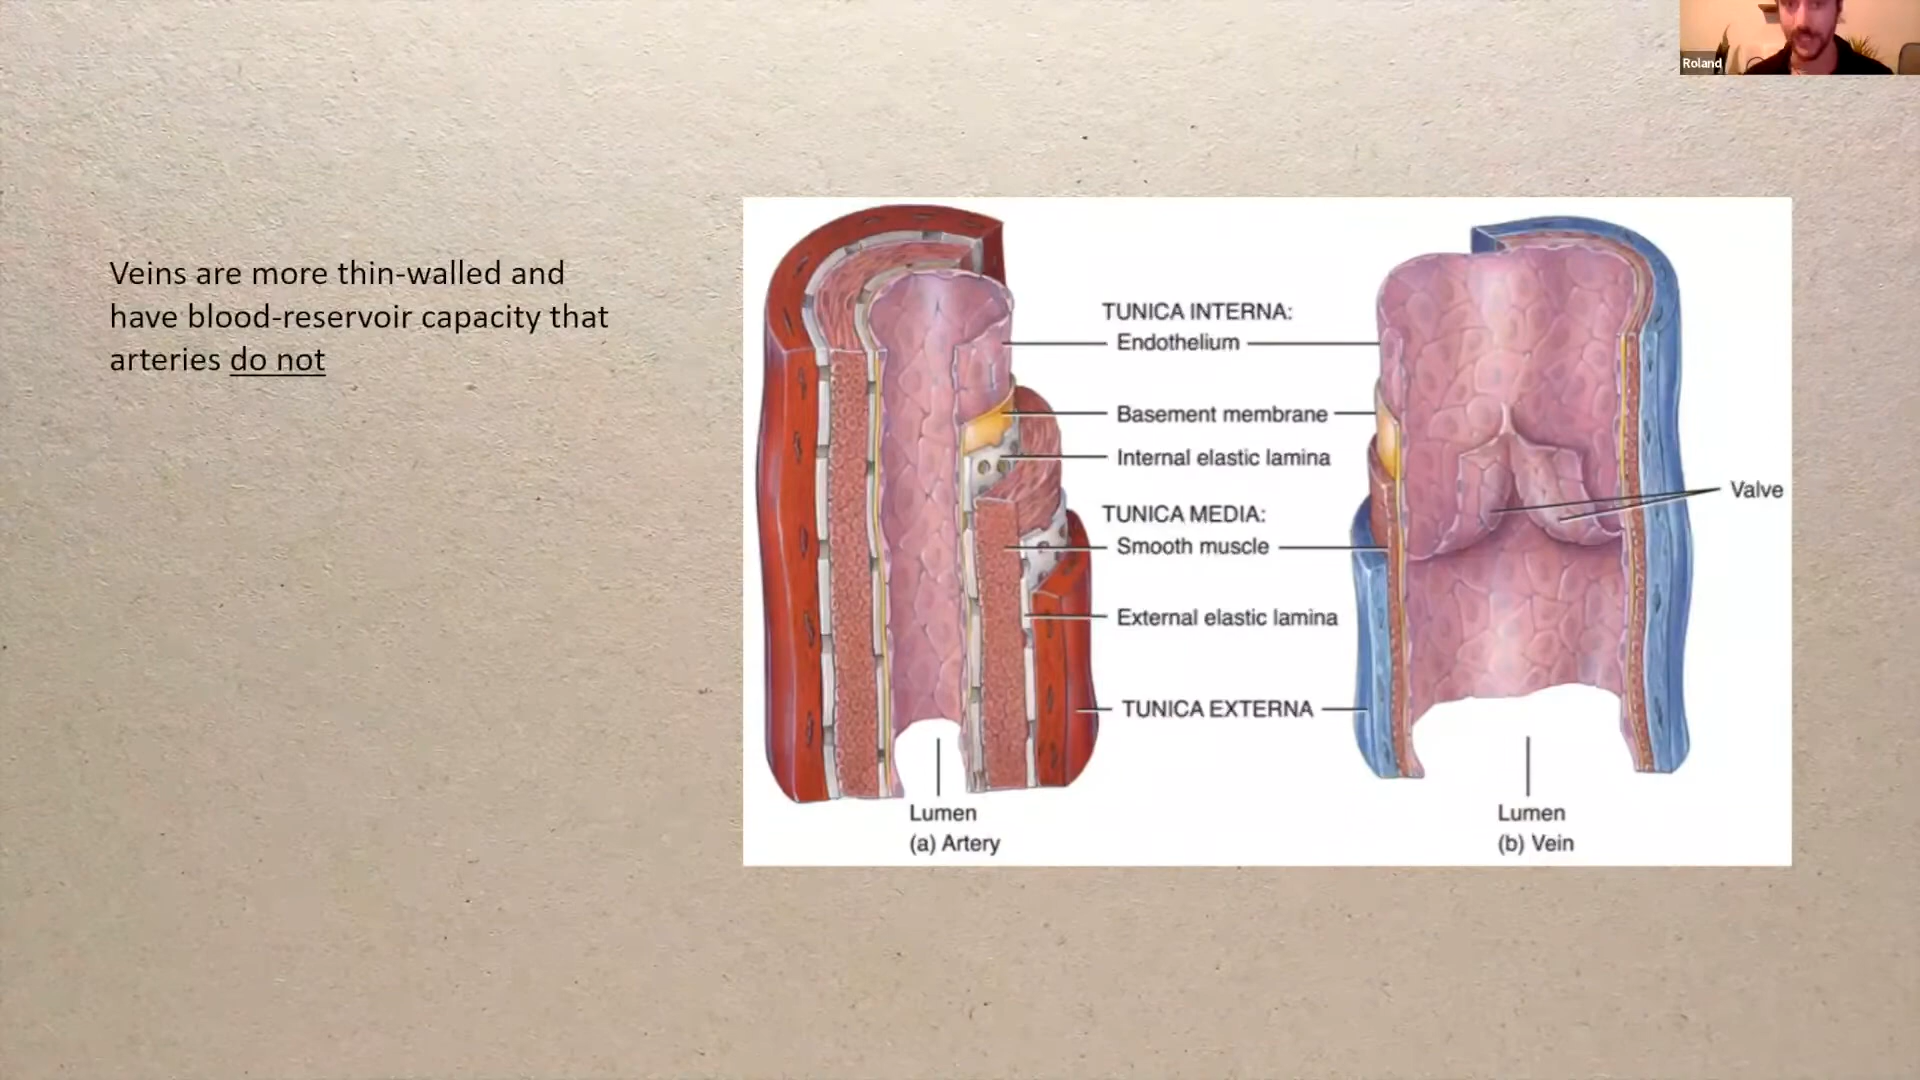 Roland
Veins are more thin-walled and
have blood-reservoir capacity that
arteries do not
TUNICA INTERNA:
Endothelium
Basement membrane
Internal elastic lamina
TUNICA MEDIA:
Smooth muscle
External elastic lamina
TUNICA EXTERNA
Valve
Lumen
(a) Artery
Lumen
(b) Vein